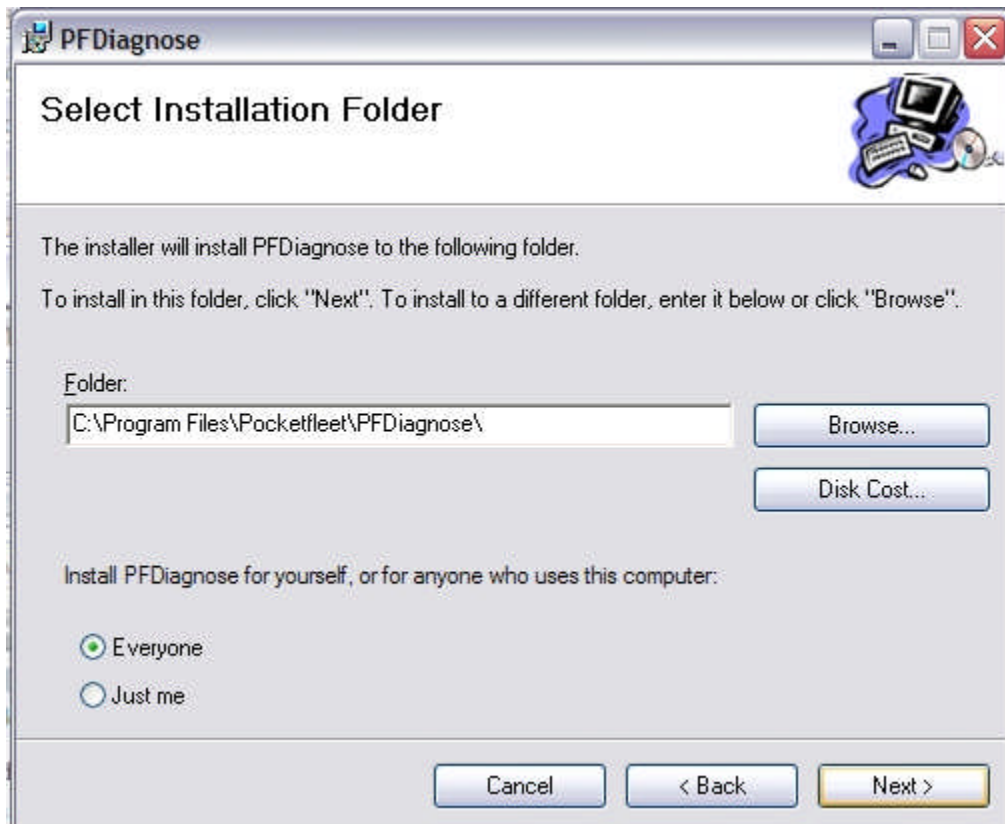 PFDiagnose
Select Installation Folder
The installer will install PFDiagnose to the following folder.
To install in this folder, click "Next". To install to a different folder, enter it below or click "Browse".
Folder:
C:\Program Files\Pocketfleet\PFDiagnose\
Browse...
Disk Cost...
Install PFDiagnose for yourself, or for anyone who uses this computer:
Everyone
Just me
Cancel
< Back
Next >